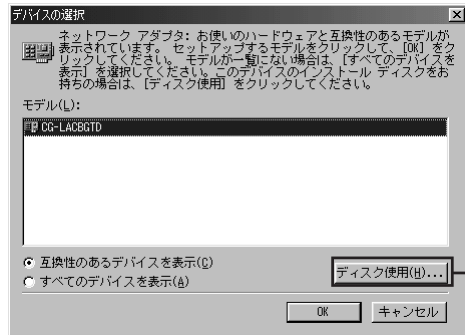 デバイスの選択
ネットワーク アダプタ: お使いのハードウェアと互換性のあるモデルが
表示されています。 セットアップするモデルをクリックして、[OK] をク
リックしてください。 モデルが一覧にない場合は、[すべてのデバイスを
表示] を選択してください。このデバイスのインストール ディスクをお
持ちの場合は、[ディスク使用] をクリックしてください。
モデル(L):
CG-LACBGTD
互換性のあるデバイスを表示(C)
すべてのデバイスを表示(A)
ディスク使用(H)...
OK
キャンセル